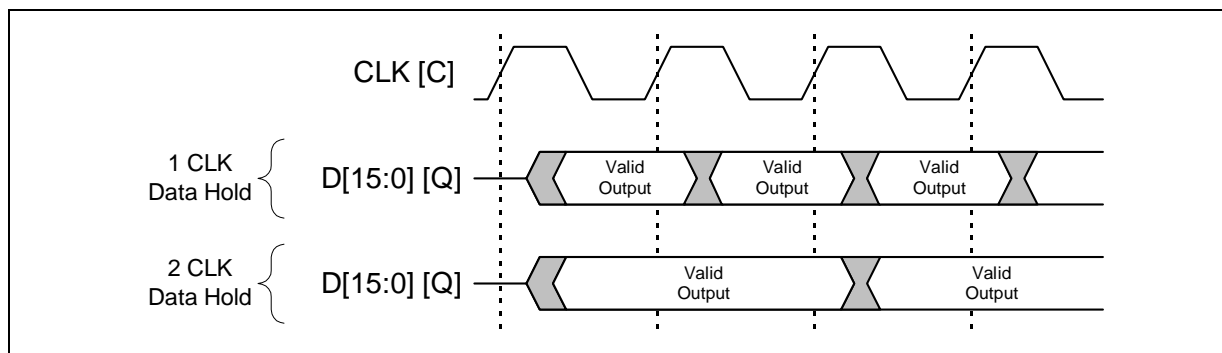 CLK [C]
1 CLK
Data Hold
D[15:0] [Q]
Valid
Output
Valid
Output
Valid
Output
2 CLK
Data Hold
D[15:0] [Q]
Valid
Output
Valid
Output